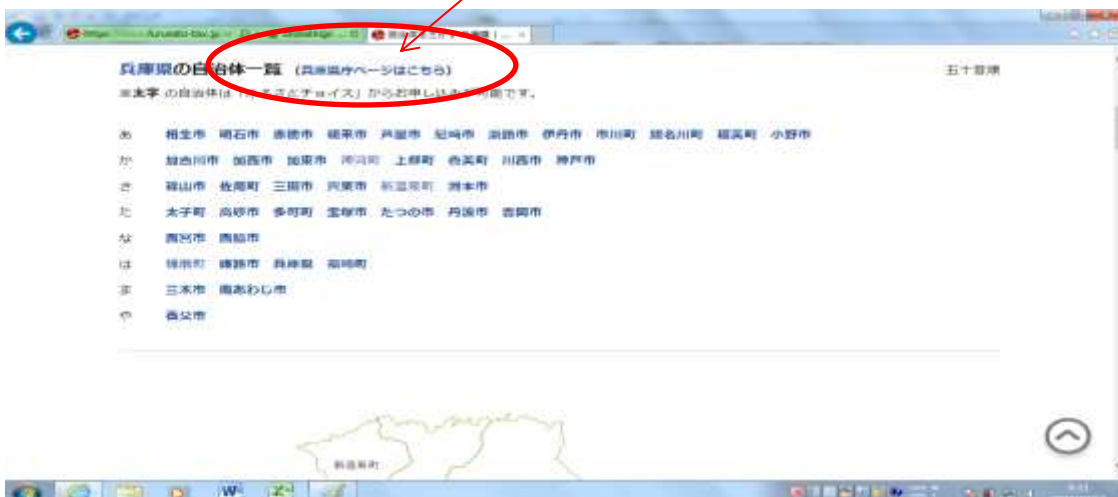 兵庫県の自治体一覧 (兵庫県庁ページはこちら)
五十音順
※太字 の自治体は「ふるさとチョイス」からお申し込みが可能です。
あ 相生市 明石市 赤穂市 朝来市 芦屋市 尼崎市 淡路市 伊丹市 市川町 猪名川町 稲美町 小野市
か 加古川市 加西市 加東市 神河町 上郡町 香美町 川西市 神戸市
さ 篠山市 佐用町 三田市 宍粟市 新温泉町 洲本市
た 太子町 高砂市 多可町 宝塚市 たつの市 丹波市 豊岡市
な 西宮市 西脇市
は 播磨町 姫路市 兵庫県 福崎町
ま 三木市 南あわじ市
や 養父市
新温泉町